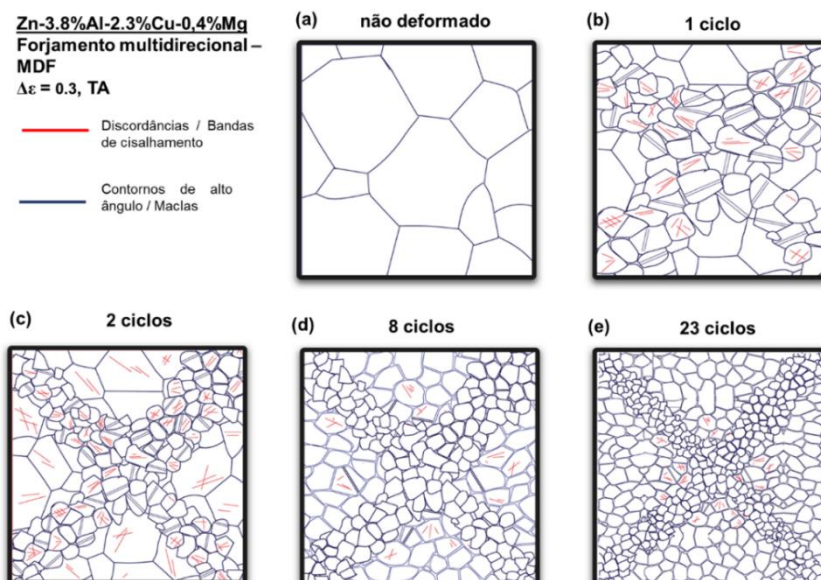 Zn-3.8%Al-2.3%Cu-0,4%Mg
Forjamento multidirecional –
MDF
Δε = 0.3, TA
Discordâncias / Bandas
de cisalhamento
Contornos de alto
ângulo / Maclas
(a)
não deformado
(b)
1 ciclo
(c)
2 ciclos
(d)
8 ciclos
(e)
23 ciclos